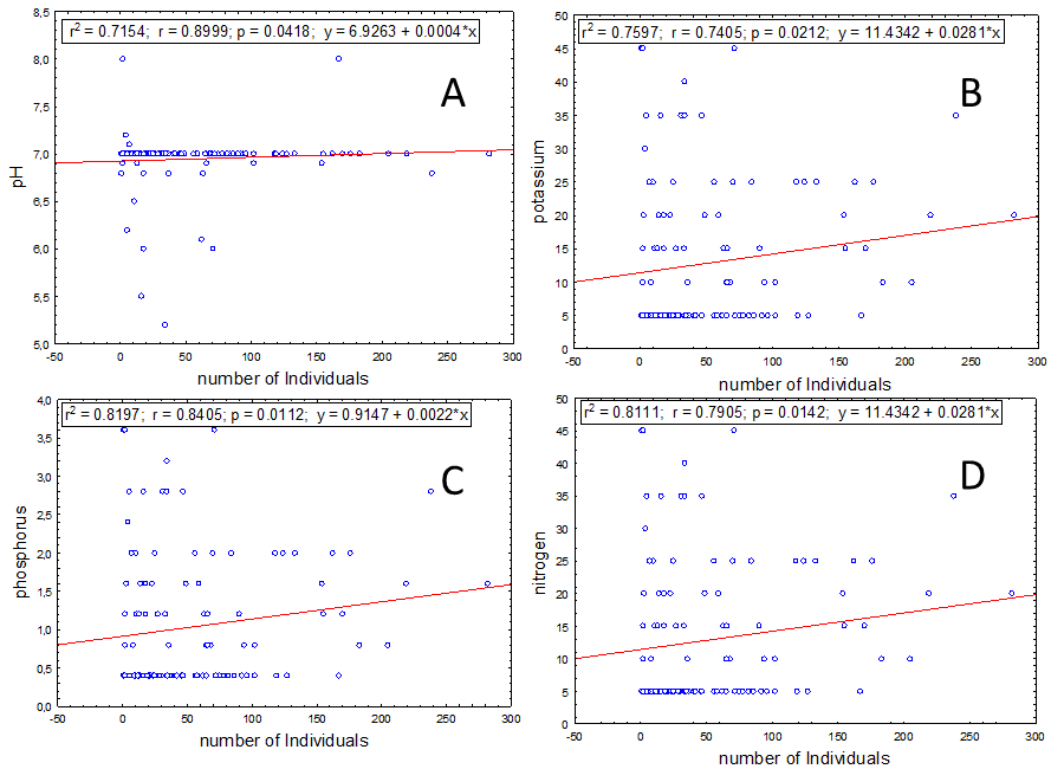 r² = 0.7154; r = 0.8999; p = 0.0418; y = 6.9263 + 0.0004*x
A
8,5
8,0
7,5
7,0
6,5
6,0
5,5
5,0
pH
-50 0 50 100 150 200 250 300
number of Individuals
r² = 0.7597; r = 0.7405; p = 0.0212; y = 11.4342 + 0.0281*x
B
50
45
40
35
30
25
20
15
10
5
0
potassium
-50 0 50 100 150 200 250 300
number of Individuals
r² = 0.8197; r = 0.8405; p = 0.0112; y = 0.9147 + 0.0022*x
C
4,0
3,5
3,0
2,5
2,0
1,5
1,0
0,5
0,0
phosphorus
-50 0 50 100 150 200 250 300
number of Individuals
r² = 0.8111; r = 0.7905; p = 0.0142; y = 11.4342 + 0.0281*x
D
50
45
40
35
30
25
20
15
10
5
0
nitrogen
-50 0 50 100 150 200 250 300
number of Individuals